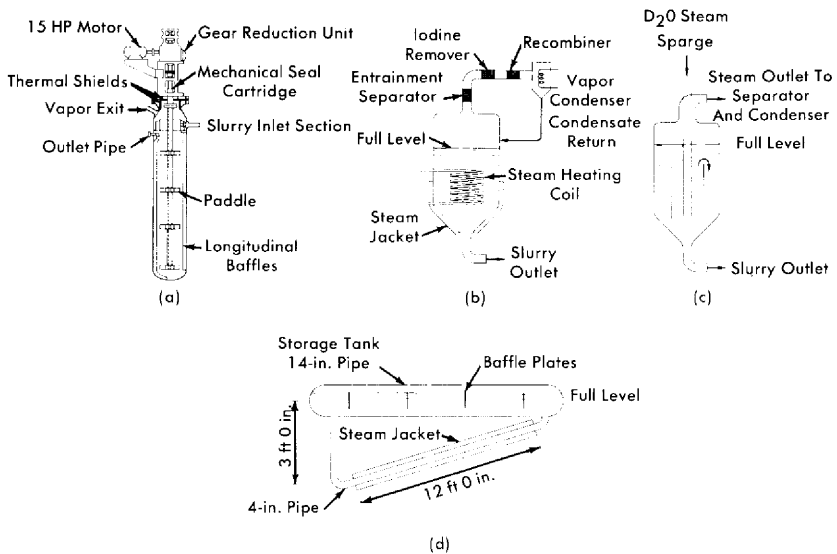 15 HP Motor
Gear Reduction Unit
Thermal Shields
Mechanical Seal
Cartridge
Vapor Exit
Slurry Inlet Section
Outlet Pipe
Paddle
Longitudinal
Baffles
(a)
Iodine
Remover
Recombiner
Entrainment
Separator
Vapor
Condenser
Condensate
Return
Full Level
Steam Heating
Coil
Steam
Jacket
Slurry
Outlet
(b)
D2O Steam
Sparge
Steam Outlet To
Separator
And Condenser
Full Level
Slurry Outlet
(c)
Storage Tank
14-in. Pipe
Baffle Plates
Full Level
3 ft 0 in.
Steam Jacket
12 ft 0 in.
4-in. Pipe
(d)